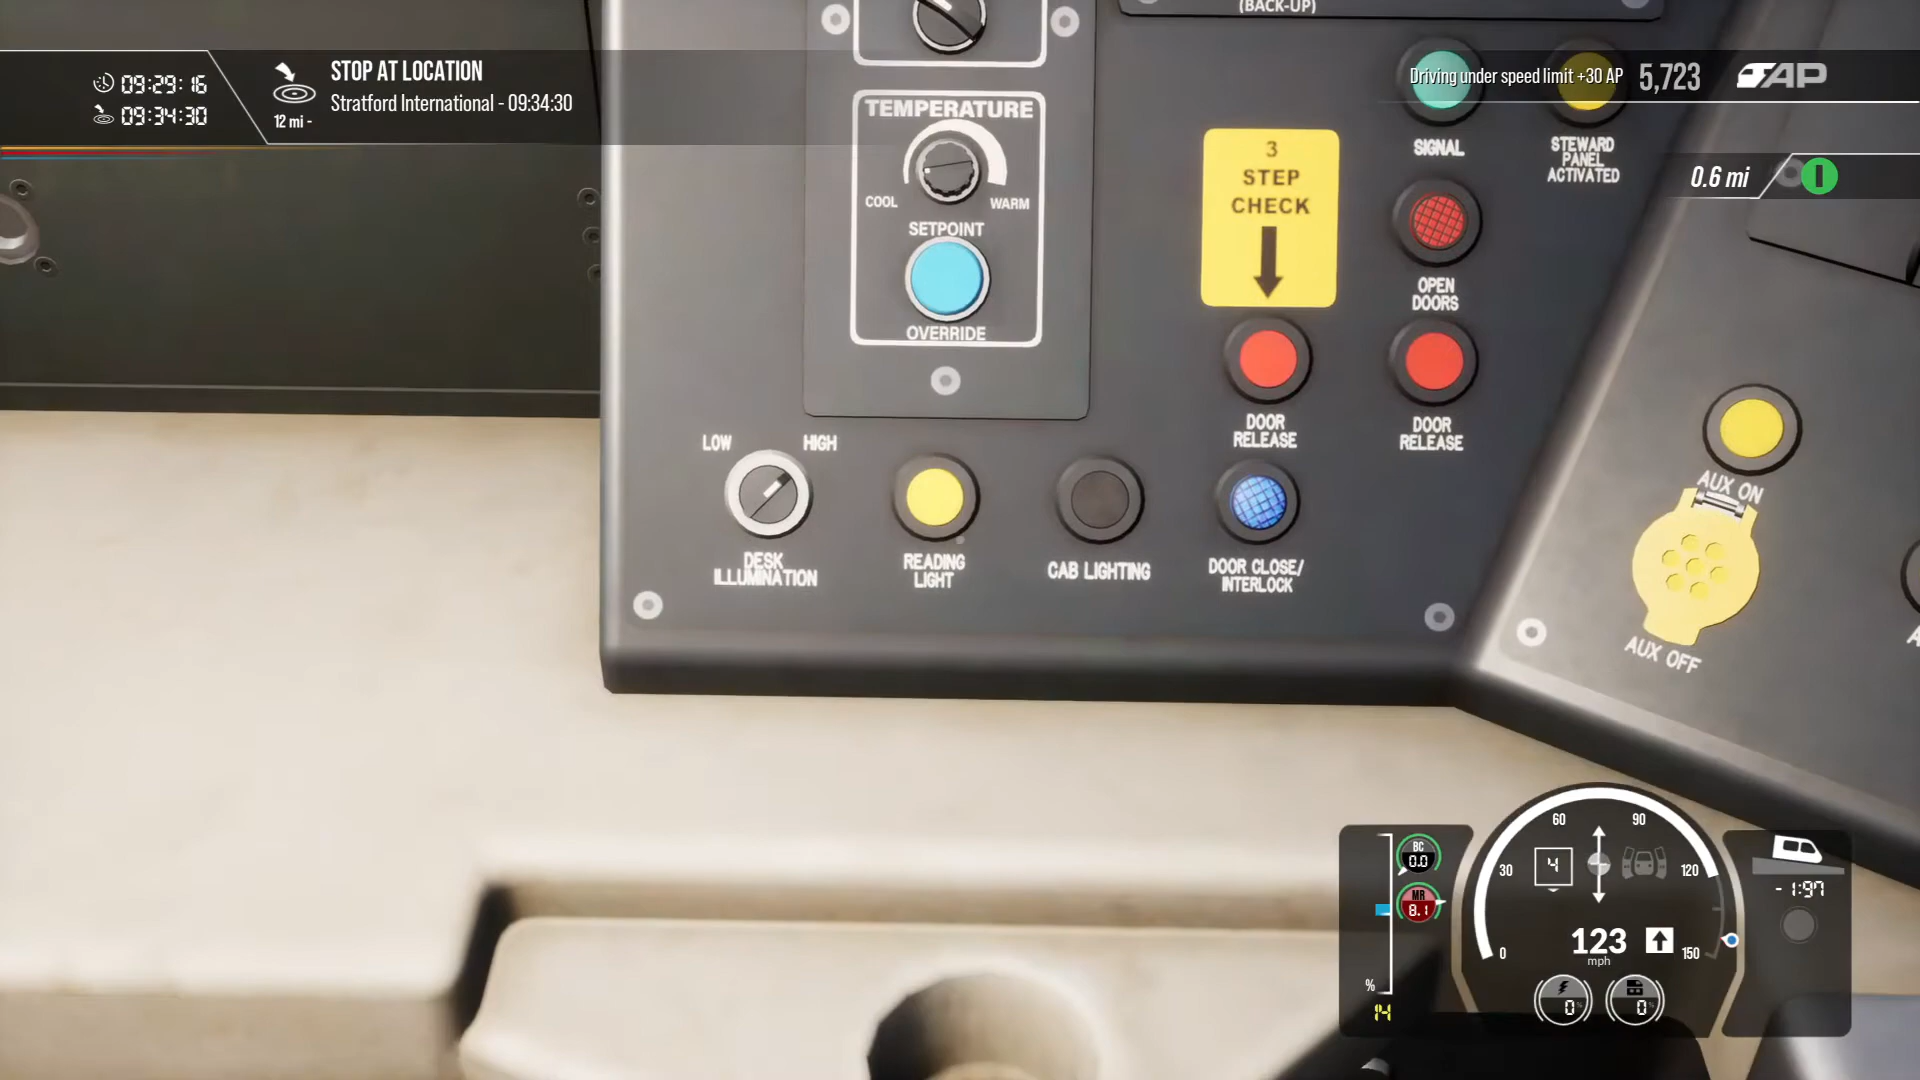 (BACK-UP)
09:29:16
09:34:30
12 mi -
STOP AT LOCATION
Stratford International - 09:34:30
Driving under speed limit +30 AP
5,723
AP
0.6 mi
TEMPERATURE
COOL
WARM
SETPOINT
OVERRIDE
3
STEP
CHECK
SIGNAL
STEWARD
PANEL
ACTIVATED
OPEN
DOORS
DOOR
RELEASE
DOOR
RELEASE
LOW
HIGH
DESK
ILLUMINATION
READING
LIGHT
CAB LIGHTING
DOOR CLOSE/
INTERLOCK
AUX ON
AUX OFF
BC
0.0
MR
8.1
%
14
0
30
60
90
120
150
4
123
mph
0%
0%
- 1.97